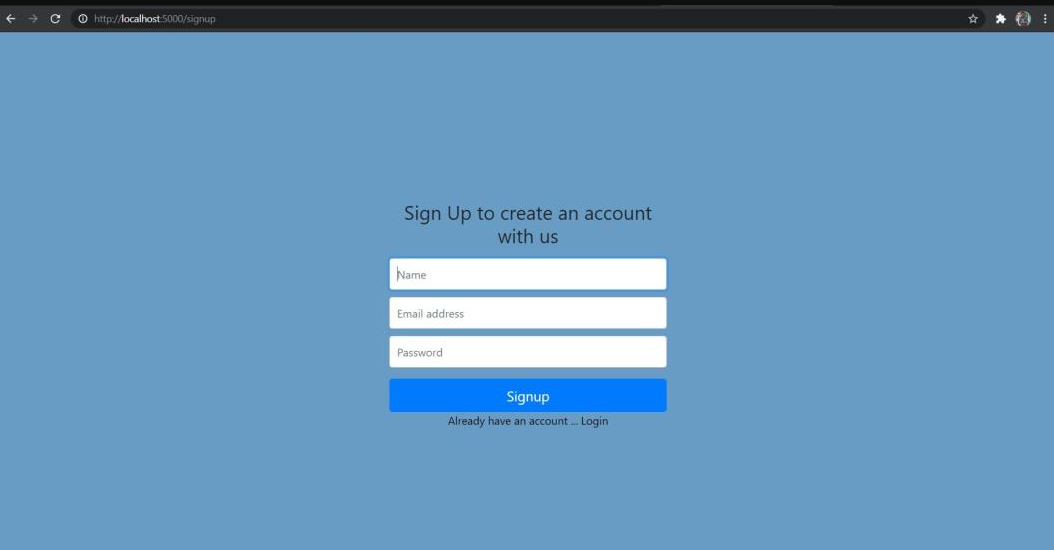 http://localhost:5000/signup
Sign Up to create an account
with us
Name
Email address
Password
Signup
Already have an account ... Login